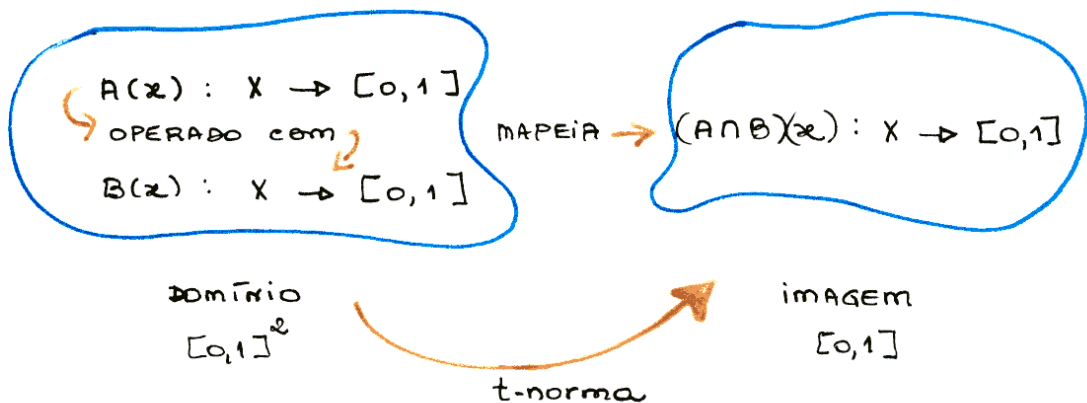 A(x) : X → [0,1]
OPERADO com
B(x) : X → [0,1]
MAPEIA → (A∩B)(x) : X → [0,1]
DOMÍNIO
[0,1]²
t-norma
IMAGEM
[0,1]